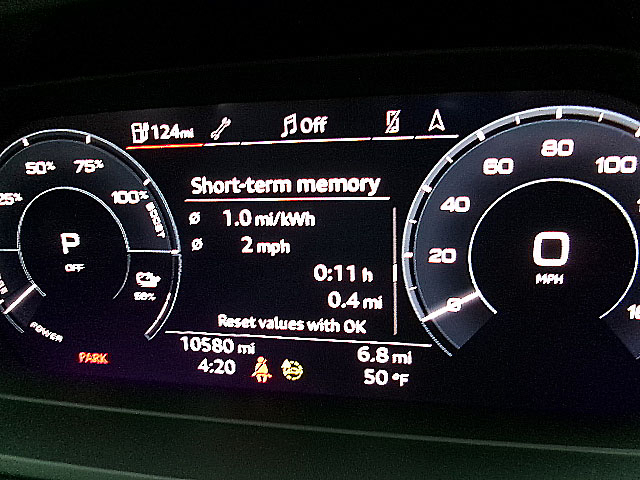 124mi
Off
50% 75%
25%
100%
BOOST
P
OFF
58%
POWER
PARK
Short-term memory
Ø 1.0 mi/kWh
Ø 2 mph
0:11 h
0.4 mi
Reset values with OK
10580 mi 6.8 mi
4:20 50 °F
60 80 100
40
20
0
0
MPH